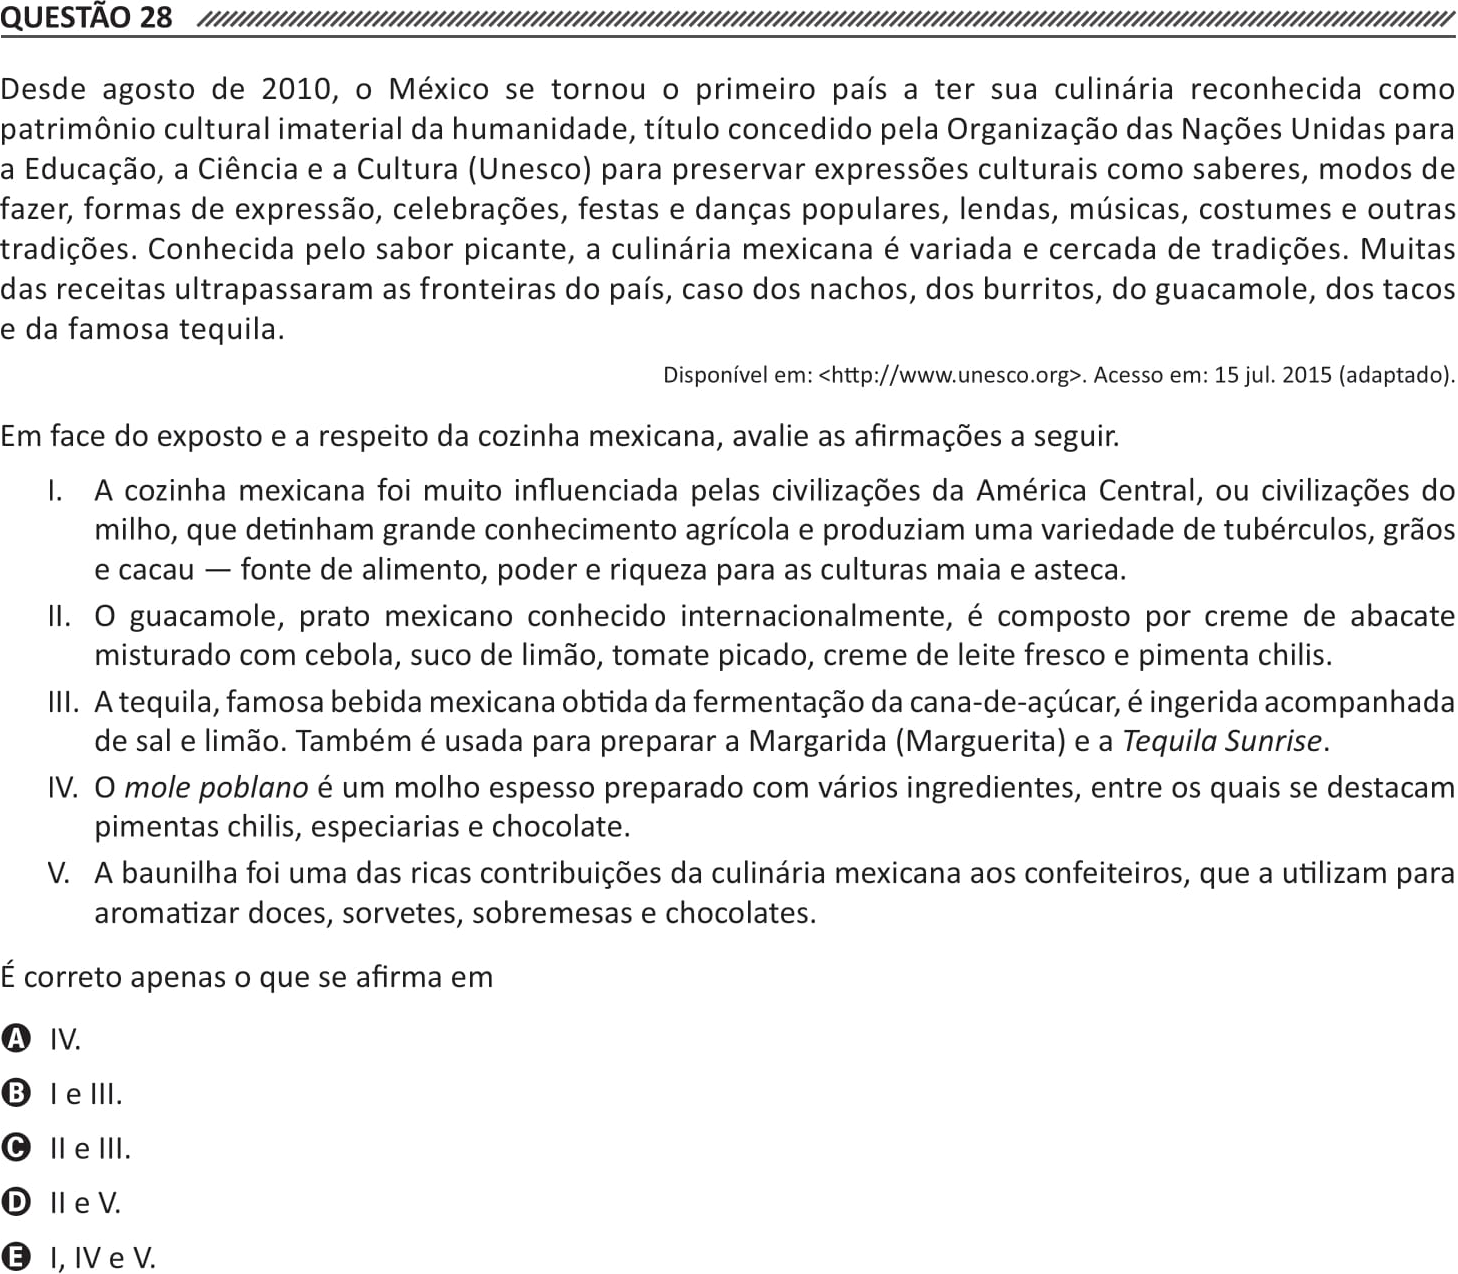 QUESTÃO 28
Desde agosto de 2010, o México se tornou o primeiro país a ter sua culinária reconhecida como
patrimônio cultural imaterial da humanidade, título concedido pela Organização das Nações Unidas para
a Educação, a Ciência e a Cultura (Unesco) para preservar expressões culturais como saberes, modos de
fazer, formas de expressão, celebrações, festas e danças populares, lendas, músicas, costumes e outras
tradições. Conhecida pelo sabor picante, a culinária mexicana é variada e cercada de tradições. Muitas
das receitas ultrapassaram as fronteiras do país, caso dos nachos, dos burritos, do guacamole, dos tacos
e da famosa tequila.
Disponível em: <http://www.unesco.org>. Acesso em: 15 jul. 2015 (adaptado).
Em face do exposto e a respeito da cozinha mexicana, avalie as afirmações a seguir.
I. A cozinha mexicana foi muito influenciada pelas civilizações da América Central, ou civilizações do
milho, que detinham grande conhecimento agrícola e produziam uma variedade de tubérculos, grãos
e cacau — fonte de alimento, poder e riqueza para as culturas maia e asteca.
II. O guacamole, prato mexicano conhecido internacionalmente, é composto por creme de abacate
misturado com cebola, suco de limão, tomate picado, creme de leite fresco e pimenta chilis.
III. A tequila, famosa bebida mexicana obtida da fermentação da cana-de-açúcar, é ingerida acompanhada
de sal e limão. Também é usada para preparar a Margarida (Marguerita) e a Tequila Sunrise.
IV. O mole poblano é um molho espesso preparado com vários ingredientes, entre os quais se destacam
pimentas chilis, especiarias e chocolate.
V. A baunilha foi uma das ricas contribuições da culinária mexicana aos confeiteiros, que a utilizam para
aromatizar doces, sorvetes, sobremesas e chocolates.
É correto apenas o que se afirma em
A IV.
B I e III.
C II e III.
D II e V.
E I, IV e V.